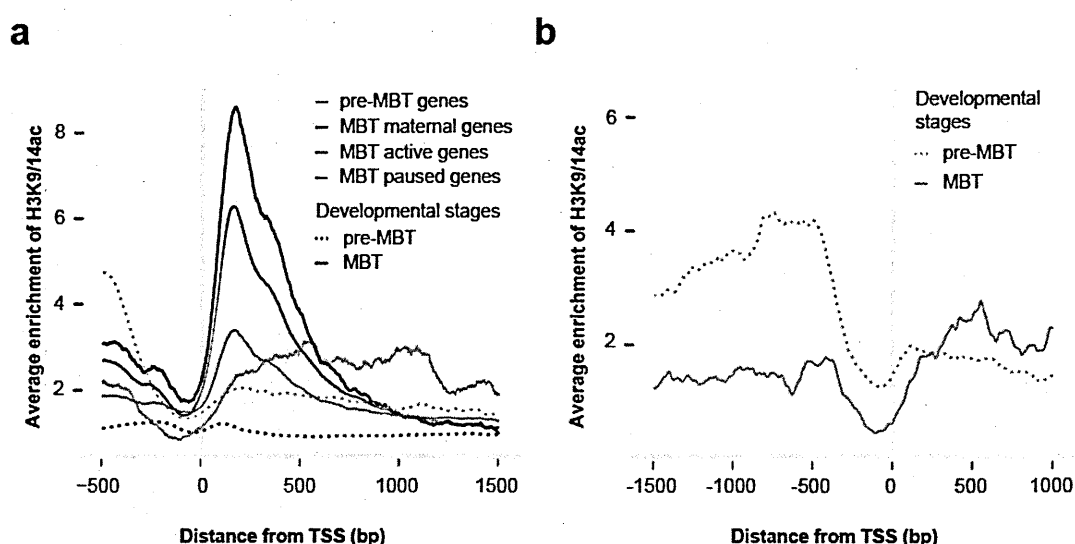 a
Average enrichment of H3K9/14ac
8
6
4
2
−500
0
500
1000
1500
Distance from TSS (bp)
– pre-MBT genes
– MBT maternal genes
– MBT active genes
– MBT paused genes
Developmental stages
pre-MBT
MBT
b
Average enrichment of H3K9/14ac
6
4
2
-1500
-1000
-500
0
500
1000
Distance from TSS (bp)
Developmental
stages
pre-MBT
MBT